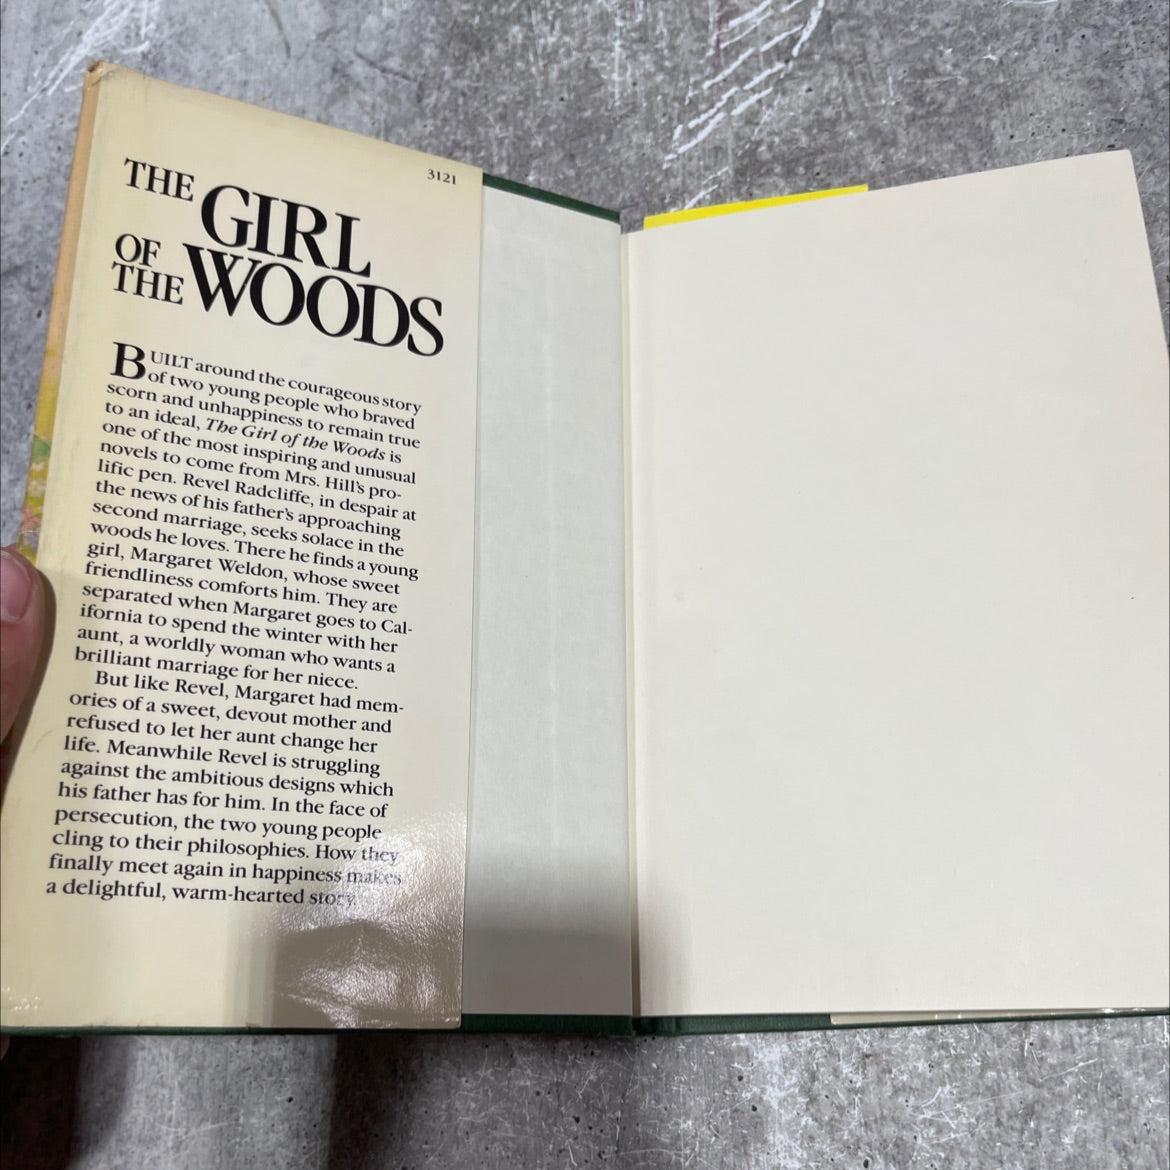 3121
THE GIRL
OF THE WOODS
BUILT around the courageous story
of two young people who braved
scorn and unhappiness to remain true
to an ideal, The Girl of the Woods is
one of the most inspiring and unusual
novels to come from Mrs. Hill's pro-
lific pen. Revel Radcliffe, in despair at
the news of his father's approaching
second marriage, seeks solace in the
woods he loves. There he finds a young
girl, Margaret Weldon, whose sweet
friendliness comforts him. They are
separated when Margaret goes to Cal-
ifornia to spend the winter with her
aunt, a worldly woman who wants a
brilliant marriage for her niece.
But like Revel, Margaret had mem-
ories of a sweet, devout mother and
refused to let her aunt change her
life. Meanwhile Revel is struggling
against the ambitious designs which
his father has for him. In the face of
persecution, the two young people
cling to their philosophies. How they
finally meet again in happiness makes
a delightful, warm-hearted story.